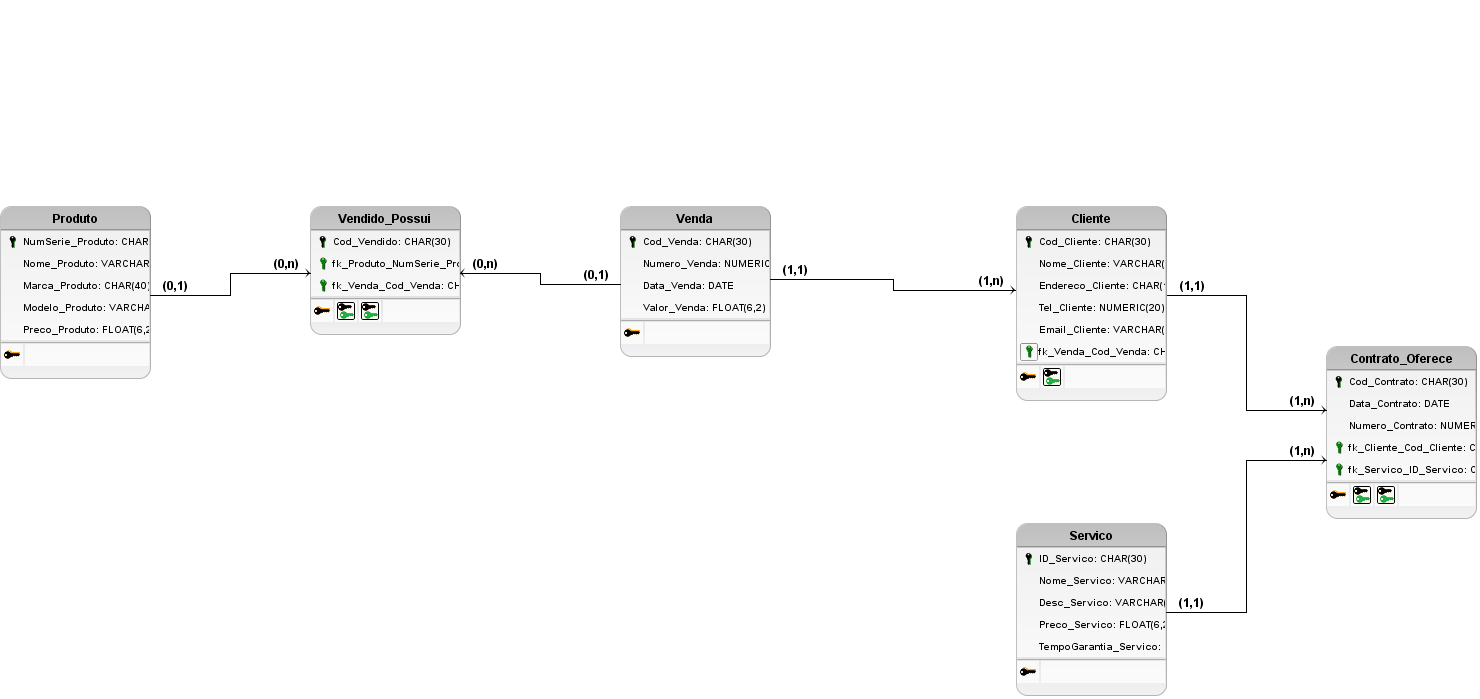 Produto
NumSerie_Produto: CHAR
Nome_Produto: VARCHAR
Marca_Produto: CHAR(40)
Modelo_Produto: VARCHA
Preco_Produto: FLOAT(6,2
(0,1)
(0,n)
Vendido_Possui
Cod_Vendido: CHAR(30)
fk_Produto_NumSerie_Pro
fk_Venda_Cod_Venda: CH
(0,n)
(0,1)
Venda
Cod_Venda: CHAR(30)
Numero_Venda: NUMERIC
Data_Venda: DATE
Valor_Venda: FLOAT(6,2)
(1,1)
(1,n)
Cliente
Cod_Cliente: CHAR(30)
Nome_Cliente: VARCHAR(
Endereco_Cliente: CHAR(
Tel_Cliente: NUMERIC(20)
Email_Cliente: VARCHAR(
fk_Venda_Cod_Venda: CH
(1,1)
(1,n)
Contrato_Oferece
Cod_Contrato: CHAR(30)
Data_Contrato: DATE
Numero_Contrato: NUMER
fk_Cliente_Cod_Cliente: C
fk_Servico_ID_Servico: C
(1,n)
Servico
ID_Servico: CHAR(30)
Nome_Servico: VARCHAR
Desc_Servico: VARCHAR(
Preco_Servico: FLOAT(6,2
TempoGarantia_Servico:
(1,1)